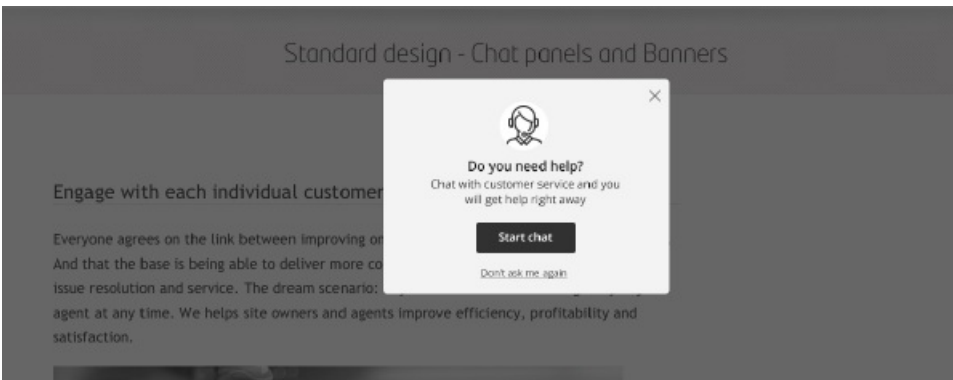 Standard design - Chat panels and Banners
Do you need help?
Chat with customer service and you
will get help right away
Start chat
Don't ask me again
Engage with each individual customer
Everyone agrees on the link between improving
And that the base is being able to deliver more
issue resolution and service. The dream scenario:
agent at any time. We helps site owners and agents improve efficiency, profitability and
satisfaction.